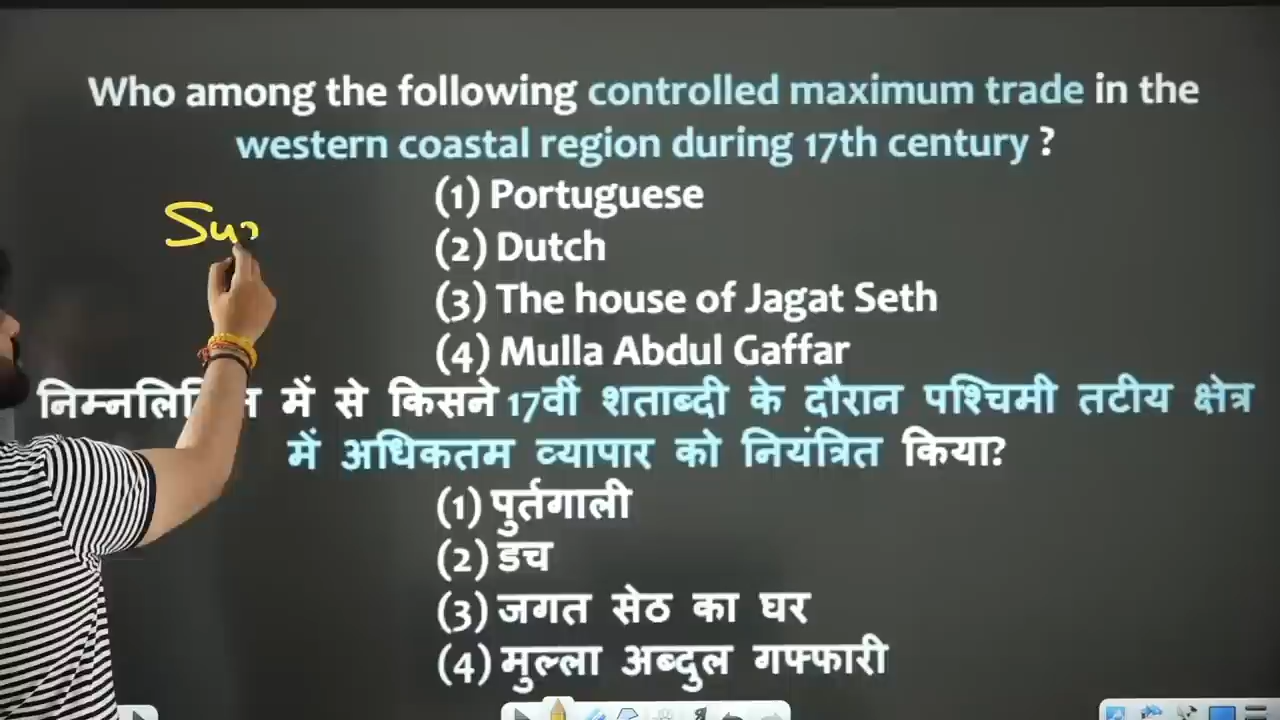 Who among the following controlled maximum trade in the
western coastal region during 17th century ?
(1) Portuguese
(2) Dutch
(3) The house of Jagat Seth
(4) Mulla Abdul Gaffar
में से किसने 17वीं शताब्दी के दौरान पश्चिमी तटीय क्षेत्र
में अधिकतम व्यापार को नियंत्रित किया?
(1) पुर्तगाली
(2) डच
(3) जगत सेठ का घर
(4) मुल्ला अब्दुल गफ्फारी